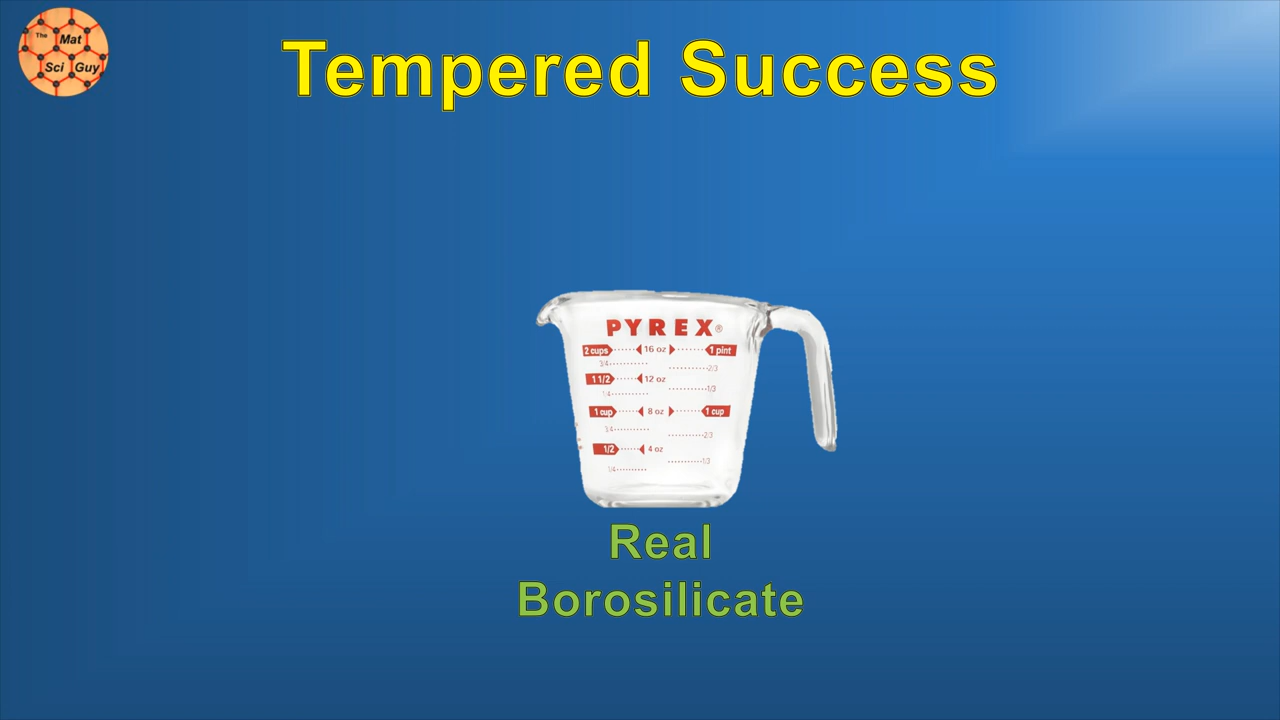 The
Mat
Sci Guy
Tempered Success
PYREX®
2 cups 16 oz 1 pint
3/4 2/3
1 1/2 12 oz
1/3
1/4
1 cup 8 oz 1 cup
3/4 2/3
1/2 4 oz
1/3
1/4
Real
Borosilicate